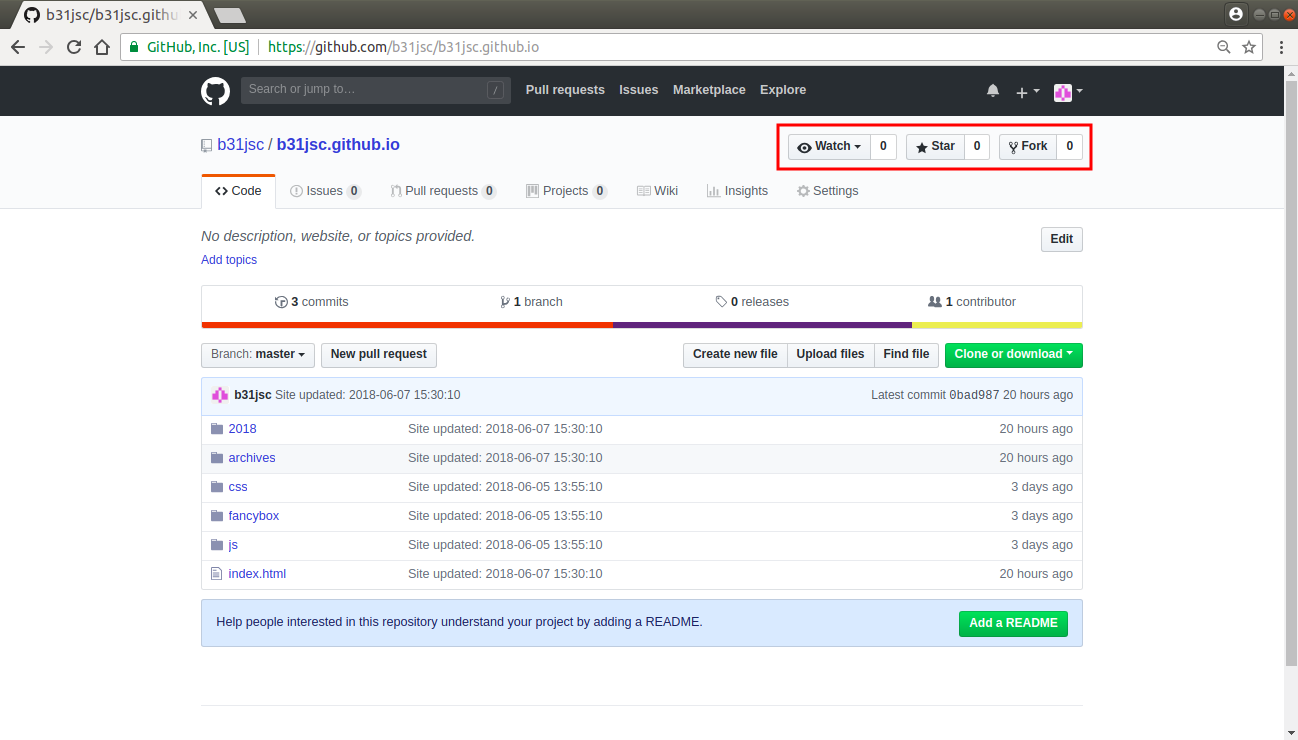 b31jsc/b31jsc.githu
GitHub, Inc. [US] https://github.com/b31jsc/b31jsc.github.io
Search or jump to… / Pull requests Issues Marketplace Explore
b31jsc / b31jsc.github.io Watch 0 Star 0 Fork 0
Code Issues 0 Pull requests 0 Projects 0 Wiki Insights Settings
No description, website, or topics provided. Edit
Add topics
3 commits 1 branch 0 releases 1 contributor
Branch: master New pull request Create new file Upload files Find file Clone or download
b31jsc Site updated: 2018-06-07 15:30:10 Latest commit 0bad987 20 hours ago
2018 Site updated: 2018-06-07 15:30:10 20 hours ago
archives Site updated: 2018-06-07 15:30:10 20 hours ago
css Site updated: 2018-06-05 13:55:10 3 days ago
fancybox Site updated: 2018-06-05 13:55:10 3 days ago
js Site updated: 2018-06-05 13:55:10 3 days ago
index.html Site updated: 2018-06-07 15:30:10 20 hours ago
Help people interested in this repository understand your project by adding a README. Add a README